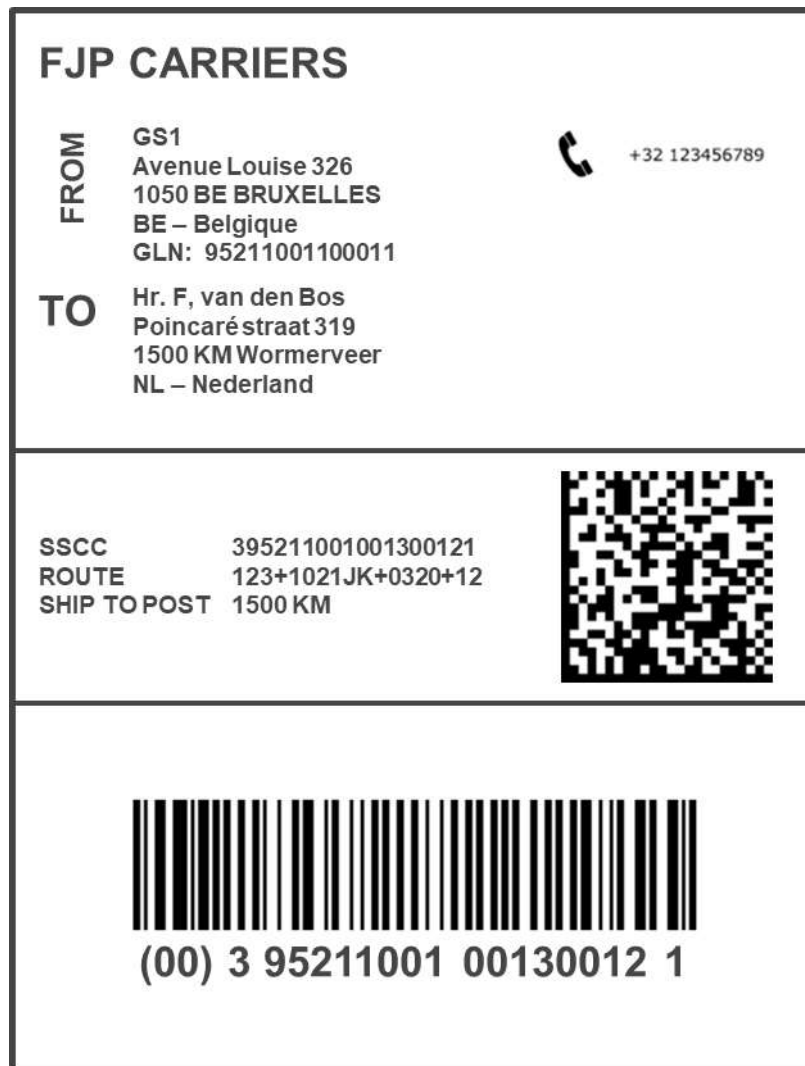 FJP CARRIERS
FROM
GS1
Avenue Louise 326
1050 BE BRUXELLES
BE – Belgique
GLN: 95211001100011
+32 123456789
TO
Hr. F, van den Bos
Poincaréstraat 319
1500 KM Wormerveer
NL – Nederland
SSCC 395211001001300121
ROUTE 123+1021JK+0320+12
SHIP TO POST 1500 KM
(00) 3 95211001 00130012 1